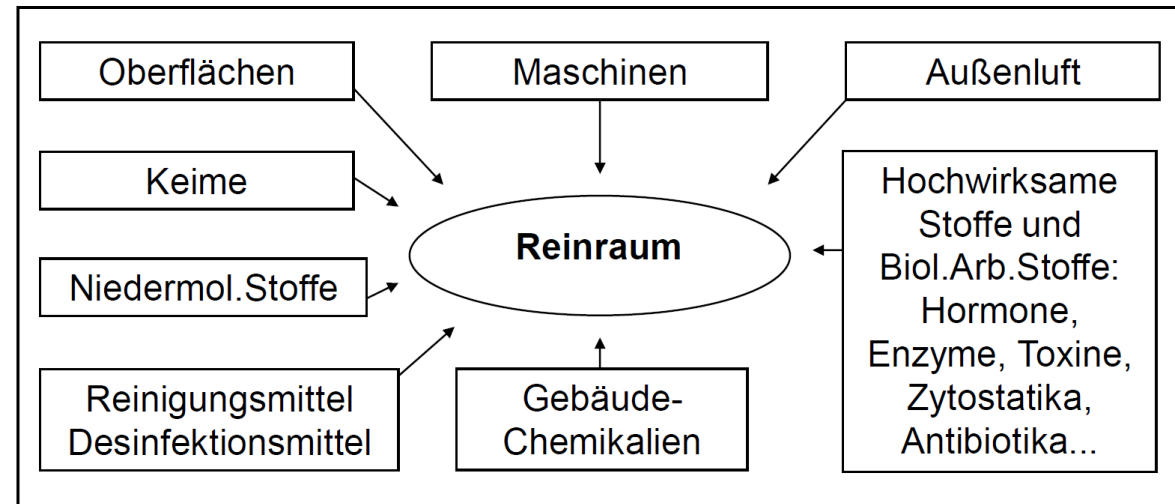 Oberflächen
Maschinen
Außenluft
Keime
Niedermol.Stoffe
Reinigungsmittel
Desinfektionsmittel
Reinraum
Gebäude-
Chemikalien
Hochwirksame
Stoffe und
Biol.Arb.Stoffe:
Hormone,
Enzyme, Toxine,
Zytostatika,
Antibiotika...